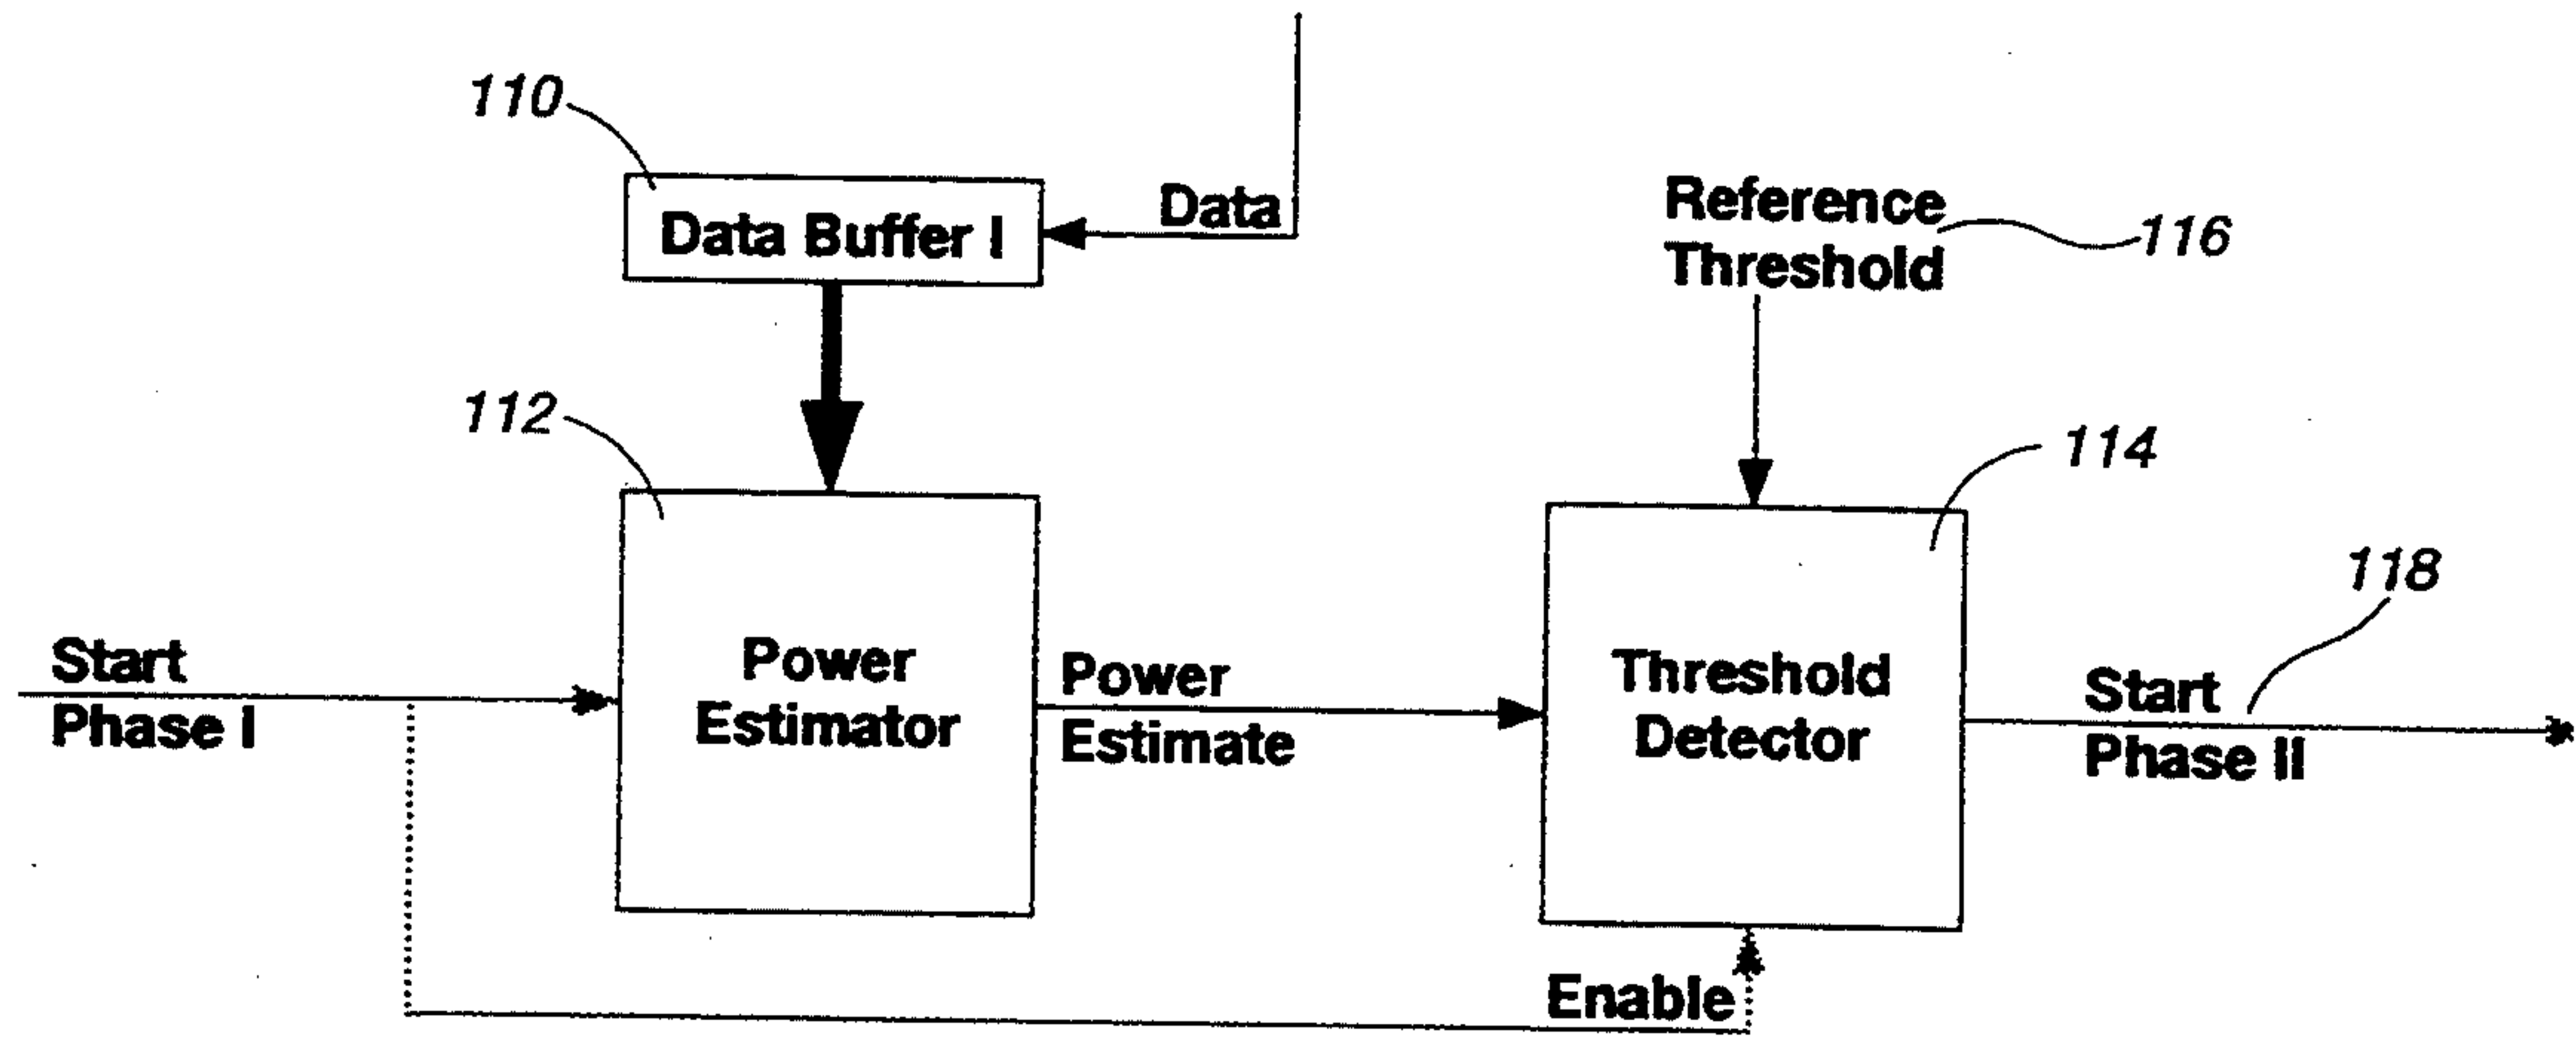 110
Data Buffer I
Data
Reference
Threshold
116
112
114
118
Start
Phase I
Power
Estimator
Power
Estimate
Threshold
Detector
Start
Phase II
Enable